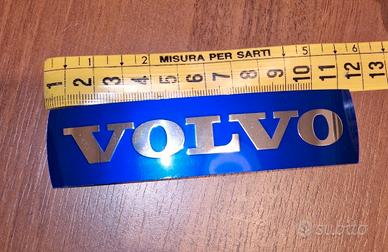 MISURA PER SARTI
1 2 3 4 5 6 7 8 9 10 11 12 13
VOLVO
subito